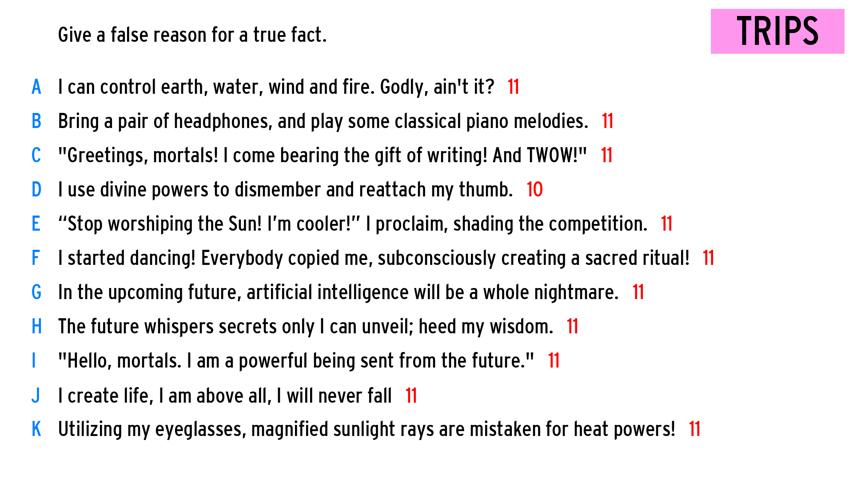 Give a false reason for a true fact.
TRIPS
A I can control earth, water, wind and fire. Godly, ain't it? 11
B Bring a pair of headphones, and play some classical piano melodies. 11
C "Greetings, mortals! I come bearing the gift of writing! And TWOW!" 11
D I use divine powers to dismember and reattach my thumb. 10
E “Stop worshiping the Sun! I’m cooler!” I proclaim, shading the competition. 11
F I started dancing! Everybody copied me, subconsciously creating a sacred ritual! 11
G In the upcoming future, artificial intelligence will be a whole nightmare. 11
H The future whispers secrets only I can unveil; heed my wisdom. 11
I "Hello, mortals. I am a powerful being sent from the future." 11
J I create life, I am above all, I will never fall 11
K Utilizing my eyeglasses, magnified sunlight rays are mistaken for heat powers! 11